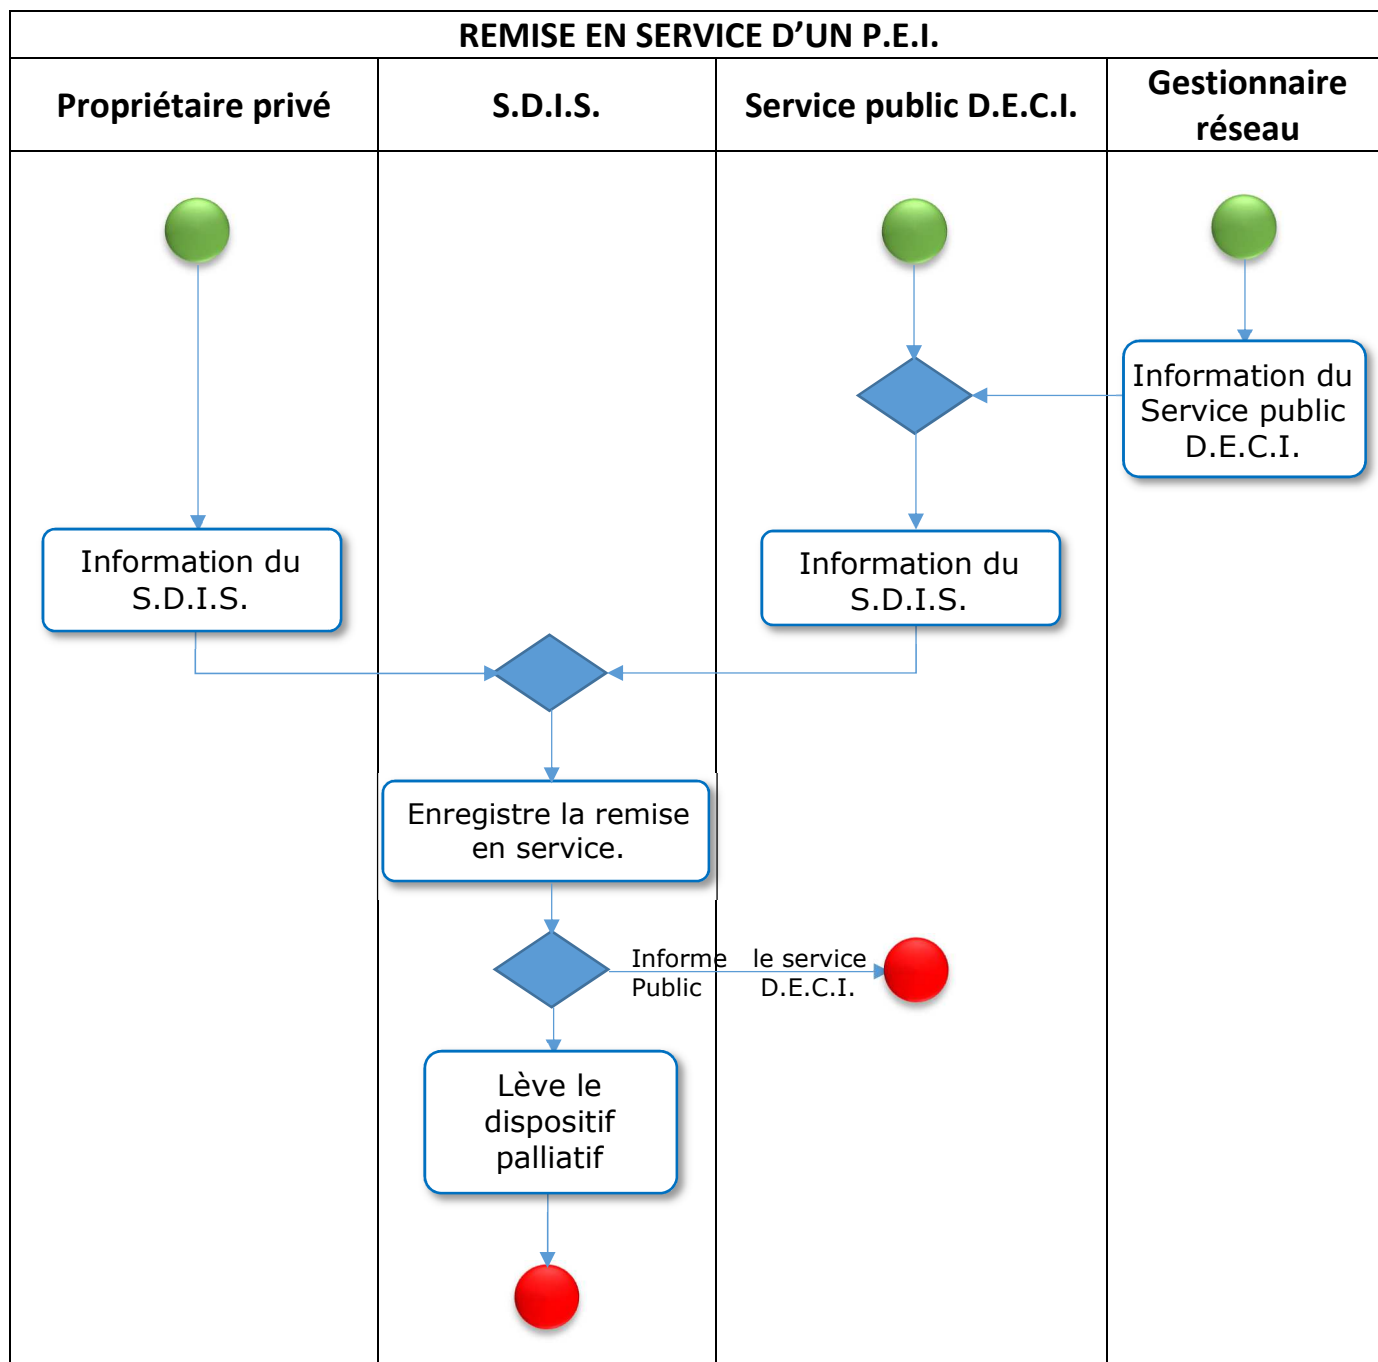 REMISE EN SERVICE D’UN P.E.I.
Propriétaire privé
S.D.I.S.
Service public D.E.C.I.
Gestionnaire
réseau
Information du
Service public
D.E.C.I.
Information du
S.D.I.S.
Information du
S.D.I.S.
Enregistre la remise
en service.
Informe le service
Public D.E.C.I.
Lève le
dispositif
palliatif